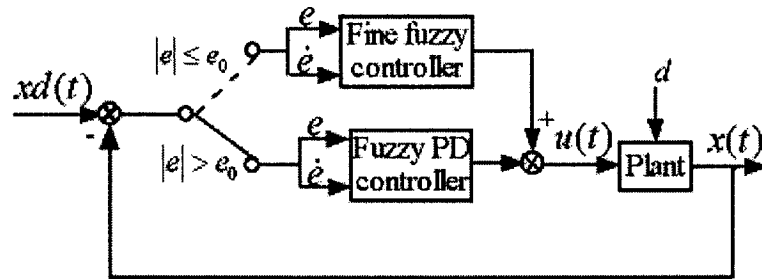 xd(t)
-
|e| ≤ e₀
|e| > e₀
e
ė
Fine fuzzy
controller
e
ė
Fuzzy PD
controller
+
u(t)
d
Plant
x(t)